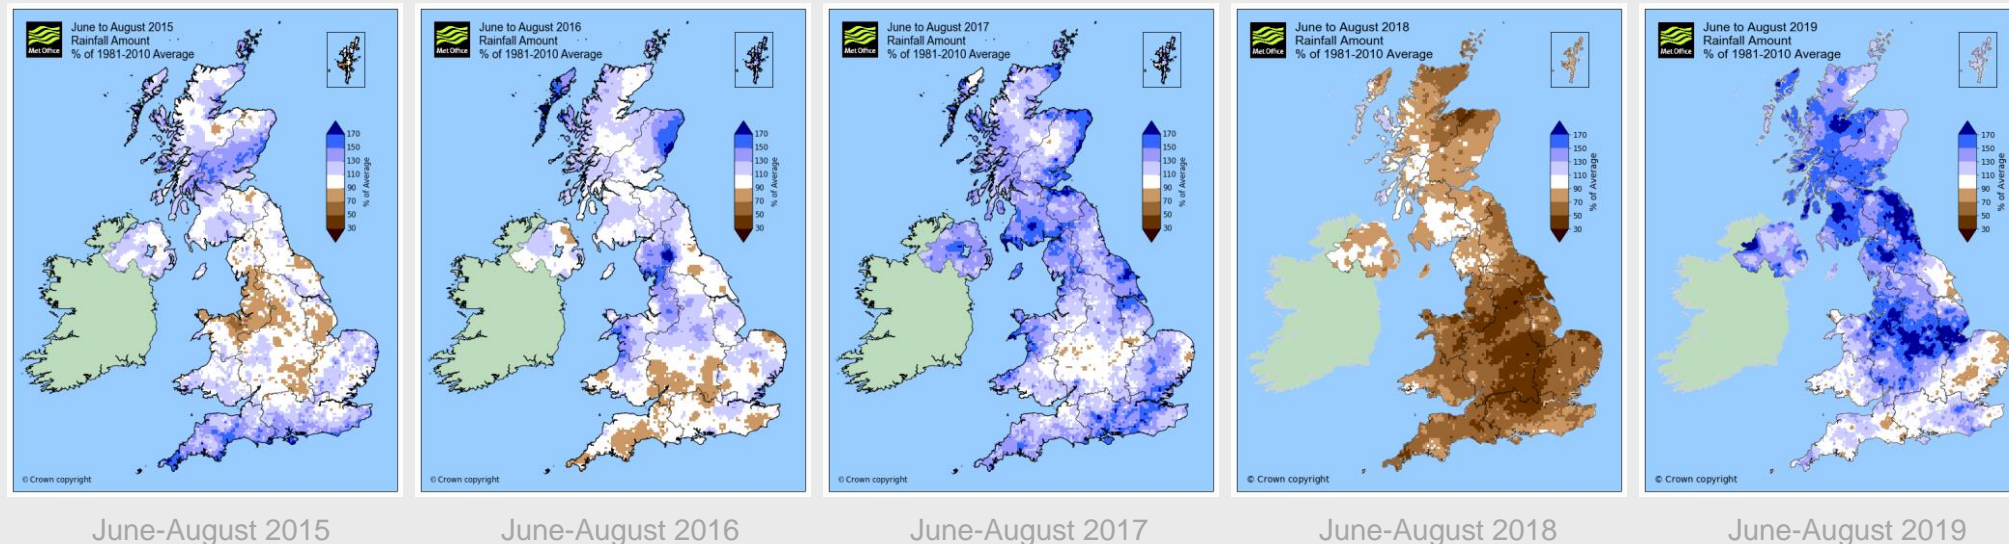 Met Office
June to August 2015
Rainfall Amount
% of 1981-2010 Average
170
150
130
110
90
70
50
30
% of Average
© Crown copyright
June-August 2015
Met Office
June to August 2016
Rainfall Amount
% of 1981-2010 Average
170
150
130
110
90
70
50
30
% of Average
© Crown copyright
June-August 2016
Met Office
June to August 2017
Rainfall Amount
% of 1981-2010 Average
170
150
130
110
90
70
50
30
% of Average
© Crown copyright
June-August 2017
Met Office
June to August 2018
Rainfall Amount
% of 1981-2010 Average
170
150
130
110
90
70
50
30
% of Average
© Crown copyright
June-August 2018
Met Office
June to August 2019
Rainfall Amount
% of 1981-2010 Average
170
150
130
110
90
70
50
30
% of Average
© Crown copyright
June-August 2019